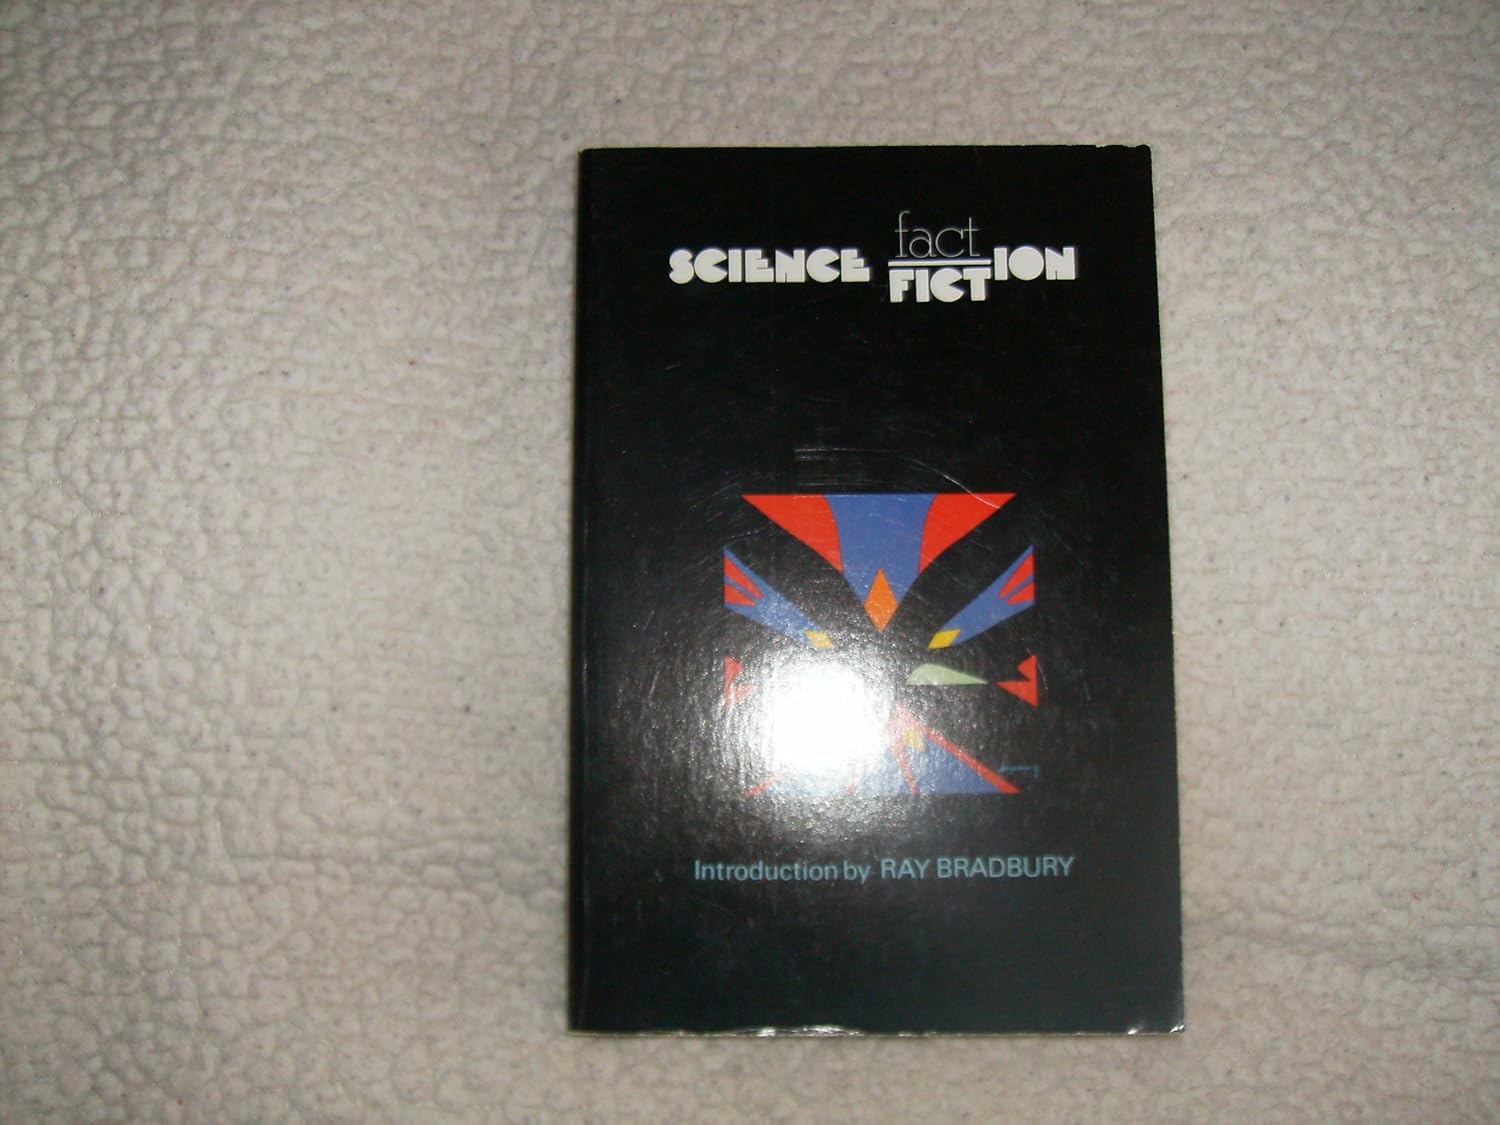 fact
SCIENCE FICTION
Introduction by RAY BRADBURY